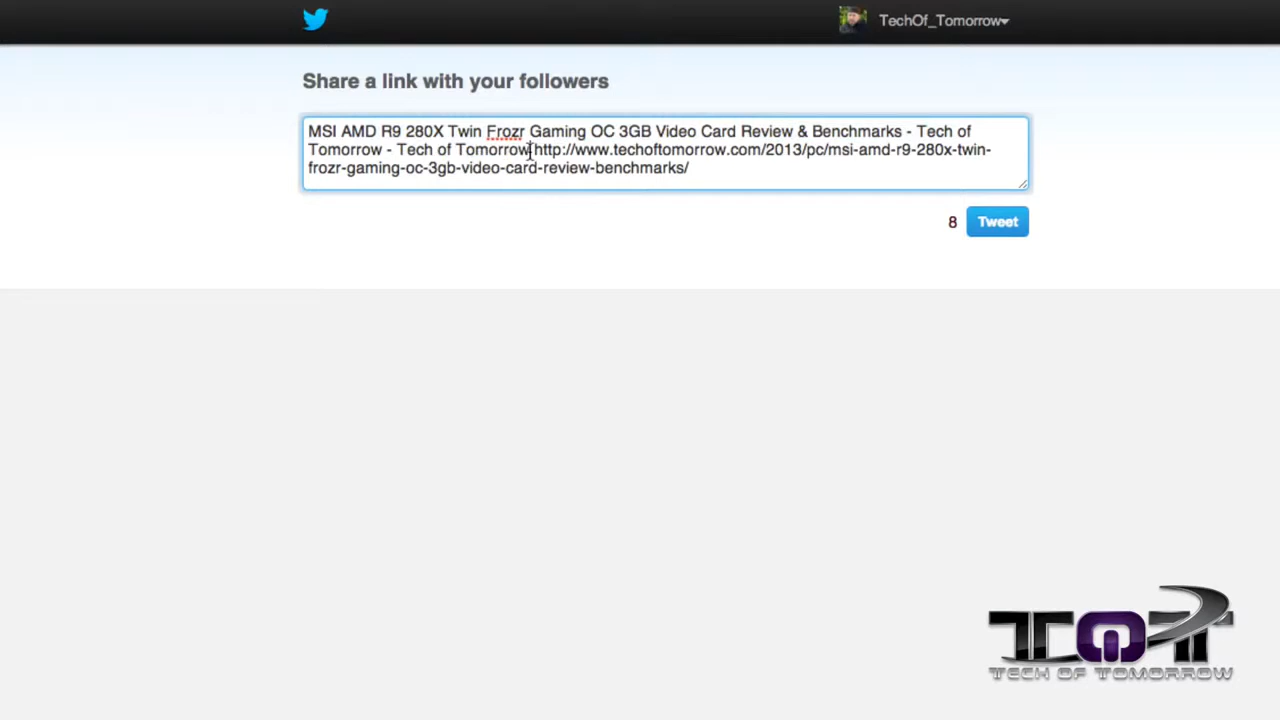 TechOf_Tomorrow
Share a link with your followers
MSI AMD R9 280X Twin Frozr Gaming OC 3GB Video Card Review & Benchmarks - Tech of
Tomorrow - Tech of Tomorrow http://www.techoftomorrow.com/2013/pc/msi-amd-r9-280x-twin-
frozr-gaming-oc-3gb-video-card-review-benchmarks/
8
Tweet
TOT
TECH OF TOMORROW